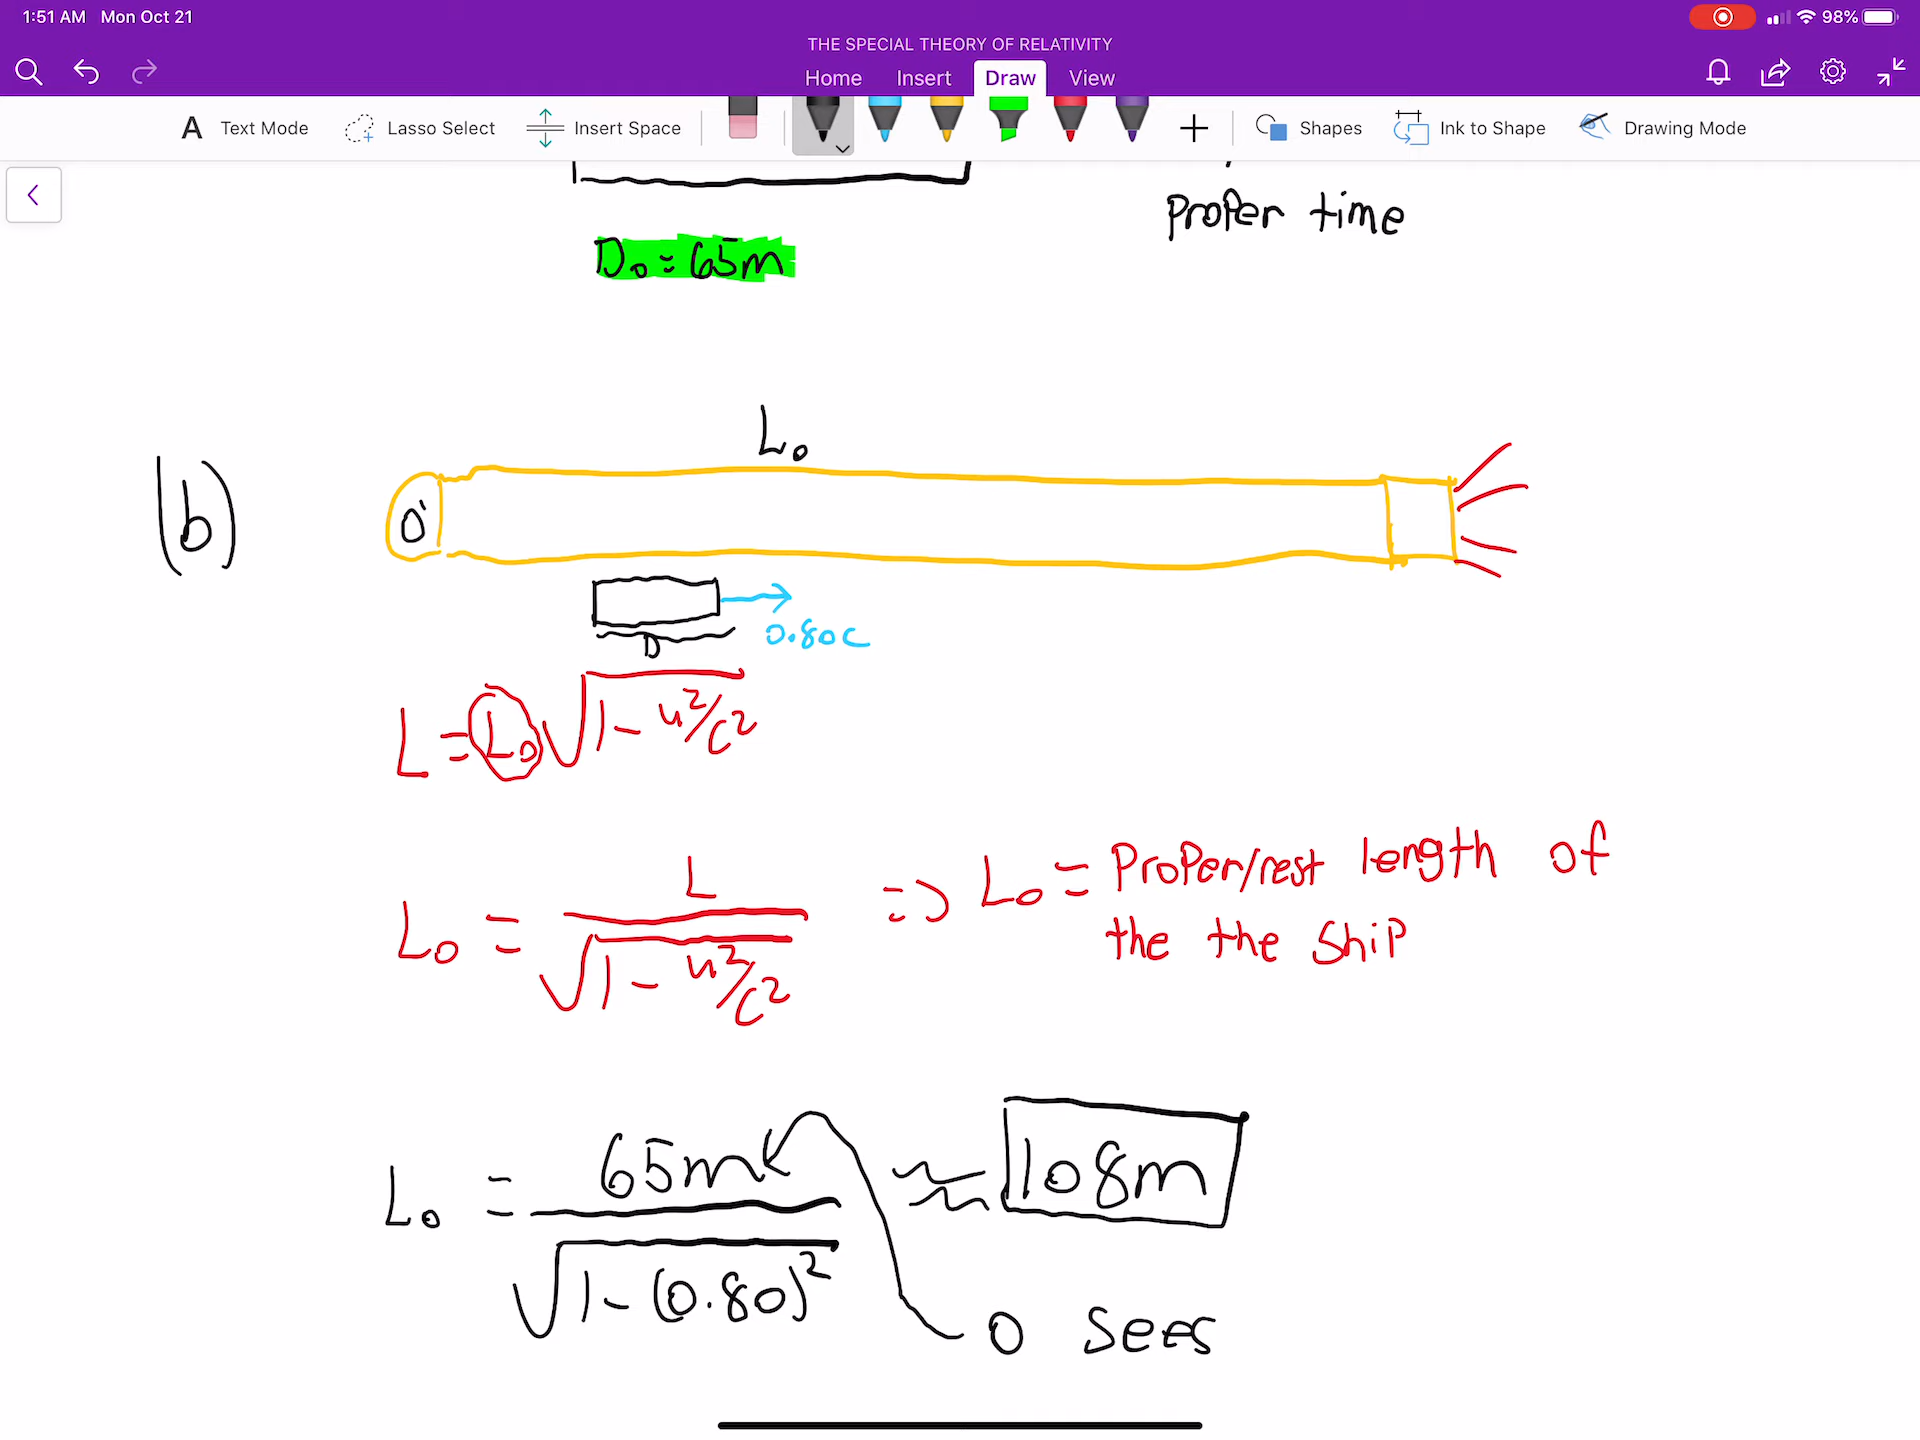 1:51 AM Mon Oct 21
98%
THE SPECIAL THEORY OF RELATIVITY
Home Insert Draw View
A Text Mode Lasso Select Insert Space Shapes Ink to Shape Drawing Mode
Proper time
D₀ = 65m
L₀
(b)
O'
D
0.80c
L = L₀ √(1 - u²/c²)
L₀ = L / √(1 - u²/c²) => L₀ = Proper/rest length of
the the ship
L₀ = 65m / √(1 - (0.80)²) ≈ 108m
O sees